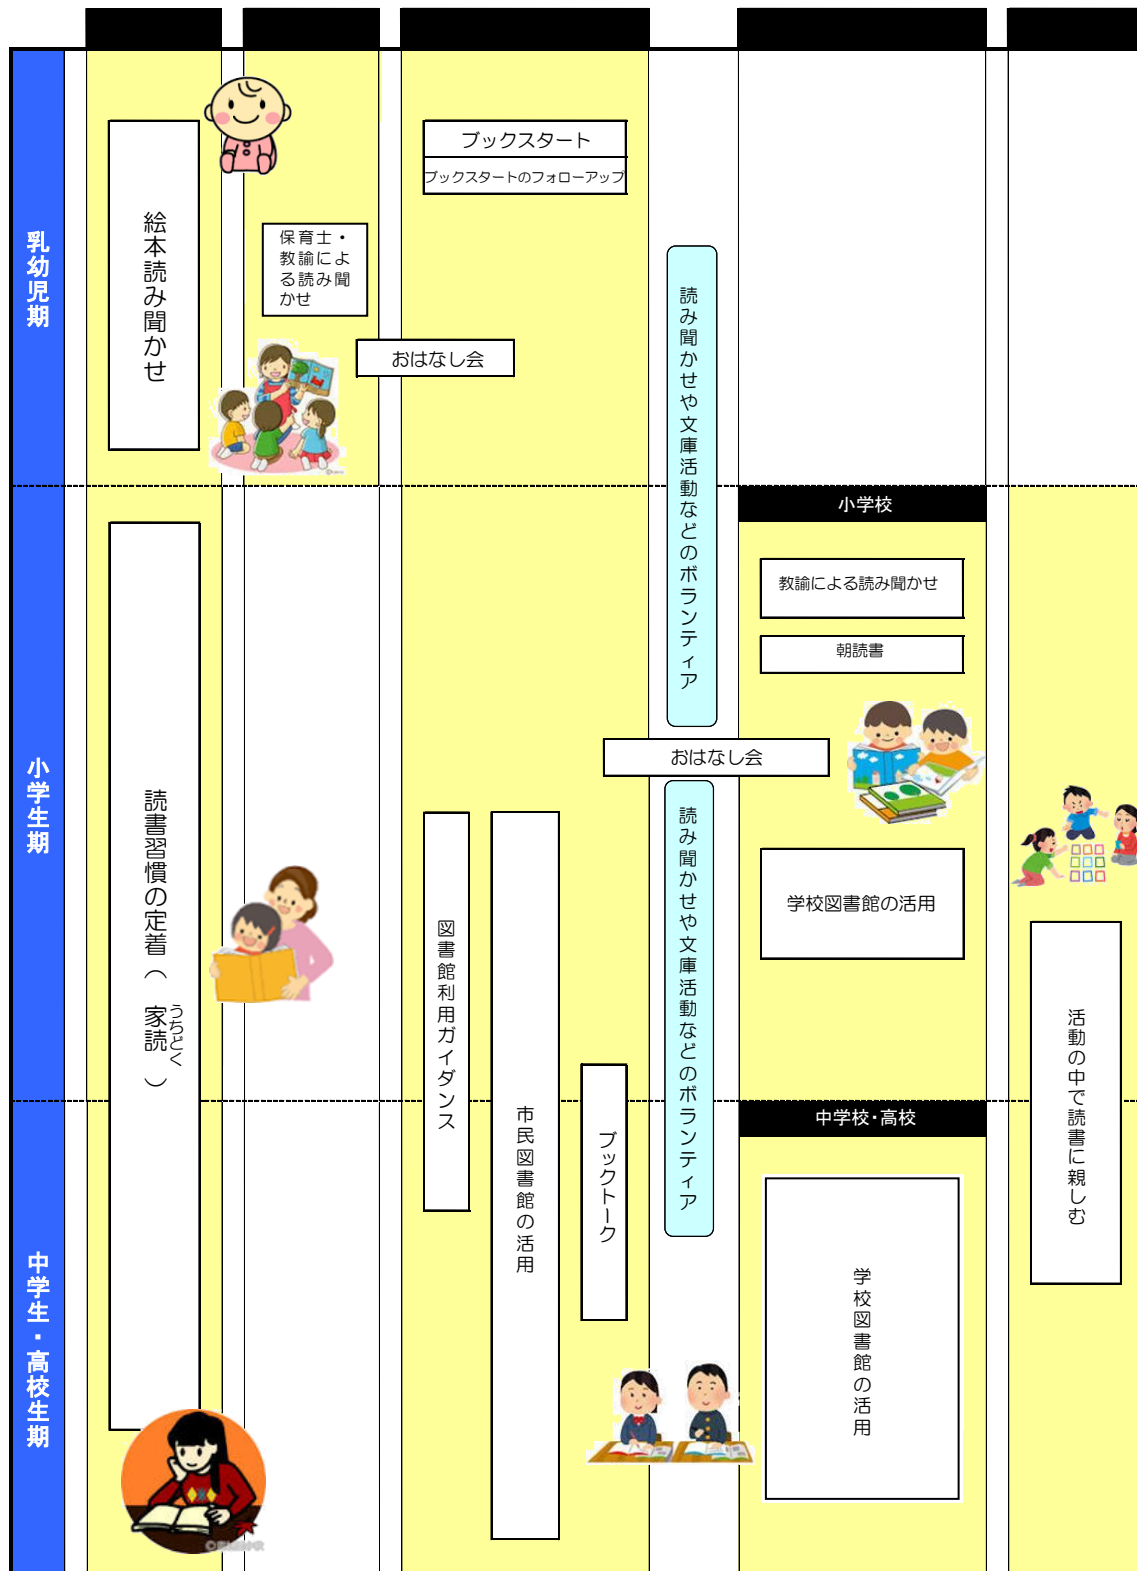 乳幼児期
絵本読み聞かせ
保育士・
教諭によ
る読み聞
かせ
ブックスタート
ブックスタートのフォローアップ
おはなし会
読み聞かせや文庫活動などのボランティア
小学生期
読書習慣の定着(家読)
うちどく
小学校
教諭による読み聞かせ
朝読書
おはなし会
学校図書館の活用
図書館利用ガイダンス
市民図書館の活用
ブックトーク
読み聞かせや文庫活動などのボランティア
活動の中で読書に親しむ
中学生・高校生期
中学校・高校
学校図書館の活用